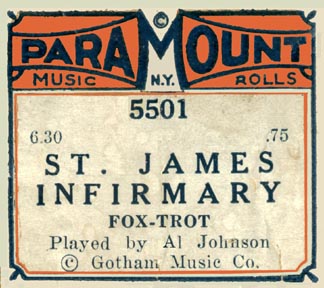 ©
PARAMOUNT
MUSIC N.Y. ROLLS
5501
6.30 .75
ST. JAMES
INFIRMARY
FOX-TROT
Played by Al Johnson
© Gotham Music Co.